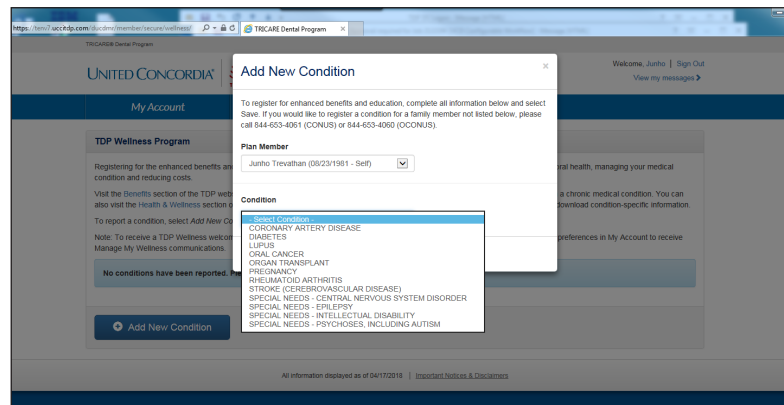 https://tenv7.uccitdp.com/ducdms/member/secure/wellness/
TRICARE Dental Program
TRICARE® Dental Program
UNITED CONCORDIA®
Welcome, Junho | Sign Out
View my messages
My Account
Add New Condition
To register for enhanced benefits and education, complete all information below and select
Save. If you would like to register a condition for a family member not listed below, please
call 844-653-4061 (CONUS) or 844-653-4060 (OCONUS).
Plan Member
Junho Trevathan (08/23/1981 - Self)
Condition
- Select Condition -
CORONARY ARTERY DISEASE
DIABETES
LUPUS
ORAL CANCER
ORGAN TRANSPLANT
PREGNANCY
RHEUMATOID ARTHRITIS
STROKE (CEREBROVASCULAR DISEASE)
SPECIAL NEEDS - CENTRAL NERVOUS SYSTEM DISORDER
SPECIAL NEEDS - EPILEPSY
SPECIAL NEEDS - INTELLECTUAL DISABILITY
SPECIAL NEEDS - PSYCHOSES, INCLUDING AUTISM
TDP Wellness Program
Registering for the enhanced benefits an
oral health, managing your medical
condition and reducing costs.
Visit the Benefits section of the TDP web
a chronic medical condition. You can
also visit the Health & Wellness section o
download condition-specific information.
To report a condition, select Add New Co
Note: To receive a TDP Wellness welcom
preferences in My Account to receive
Manage My Wellness communications.
No conditions have been reported.
Add New Condition
All information displayed as of 04/17/2018 | Important Notices & Disclaimers